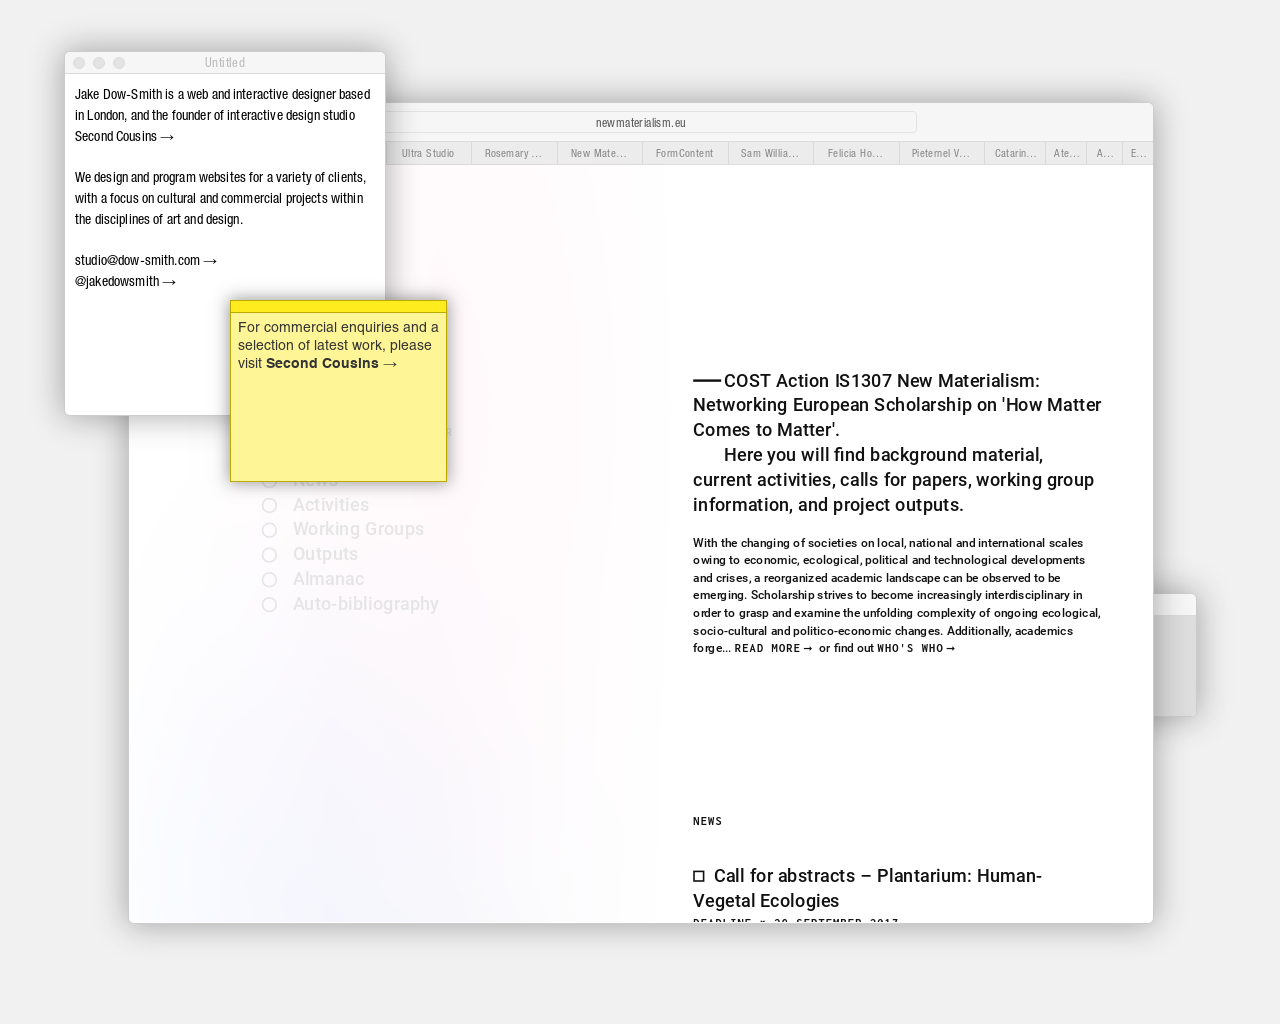 Untitled
Jake Dow-Smith is a web and interactive designer based
in London, and the founder of interactive design studio
Second Cousins →
We design and program websites for a variety of clients,
with a focus on cultural and commercial projects within
the disciplines of art and design.
studio@dow-smith.com →
@jakedowsmith →
For commercial enquiries and a
selection of latest work, please
visit Second Cousins →
newmaterialism.eu
Ultra Studio Rosemary ... New Mate... FormContent Sam Willia... Felicia Ho... Pieternel V... Catarin... Ate... A... E...
News
Activities
Working Groups
Outputs
Almanac
Auto-bibliography
COST Action IS1307 New Materialism:
Networking European Scholarship on 'How Matter
Comes to Matter'.
Here you will find background material,
current activities, calls for papers, working group
information, and project outputs.
With the changing of societies on local, national and international scales
owing to economic, ecological, political and technological developments
and crises, a reorganized academic landscape can be observed to be
emerging. Scholarship strives to become increasingly interdisciplinary in
order to grasp and examine the unfolding complexity of ongoing ecological,
socio-cultural and politico-economic changes. Additionally, academics
forge... READ MORE → or find out WHO'S WHO →
NEWS
Call for abstracts – Plantarium: Human-
Vegetal Ecologies